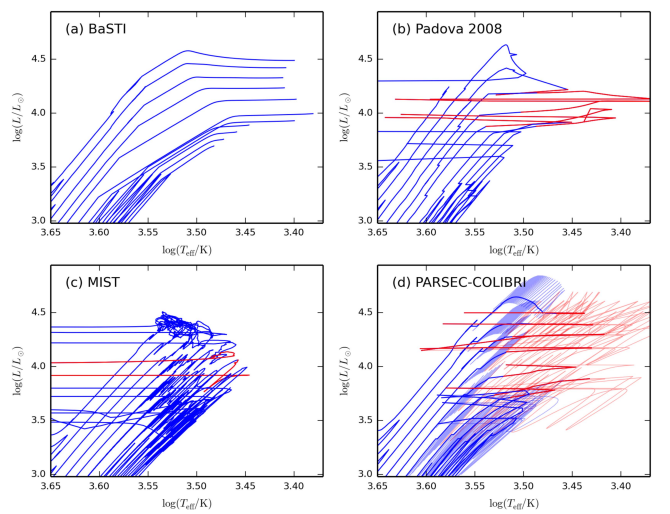 (a) BaSTI
(b) Padova 2008
4.5
4.0
3.5
3.0
log(L/L☉)
3.65 3.60 3.55 3.50 3.45 3.40
log(T_eff/K)
4.5
4.0
3.5
3.0
log(L/L☉)
3.65 3.60 3.55 3.50 3.45 3.40
log(T_eff/K)
(c) MIST
(d) PARSEC-COLIBRI
4.5
4.0
3.5
3.0
log(L/L☉)
3.65 3.60 3.55 3.50 3.45 3.40
log(T_eff/K)
4.5
4.0
3.5
3.0
log(L/L☉)
3.65 3.60 3.55 3.50 3.45 3.40
log(T_eff/K)